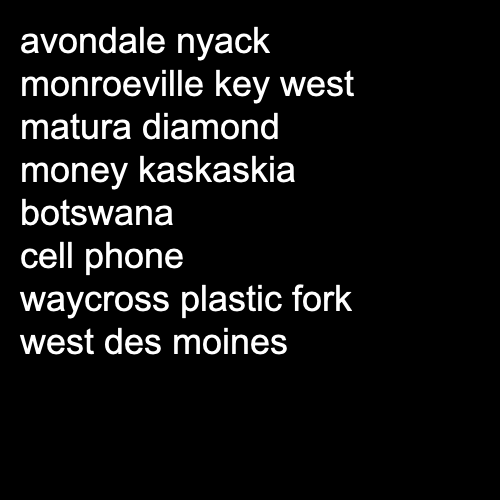 avondale nyack
monroeville key west
matura diamond
money kaskaskia
botswana
cell phone
waycross plastic fork
west des moines